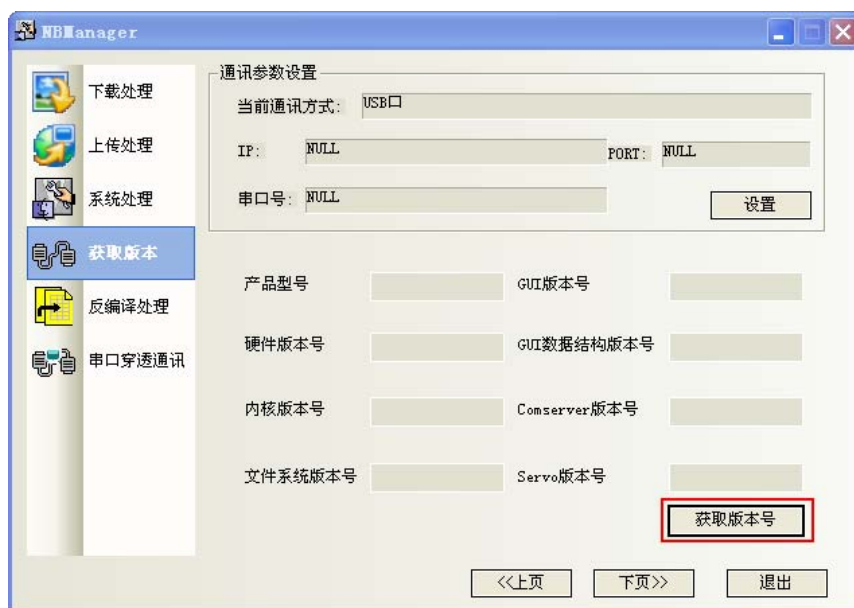 NBManager
下载处理
上传处理
系统处理
获取版本
反编译处理
串口穿透通讯
通讯参数设置
当前通讯方式: USB口
IP: NULL PORT: NULL
串口号: NULL
设置
产品型号 GUI版本号
硬件版本号 GUI数据结构版本号
内核版本号 Comserver版本号
文件系统版本号 Servo版本号
获取版本号
<<上页 下页>> 退出